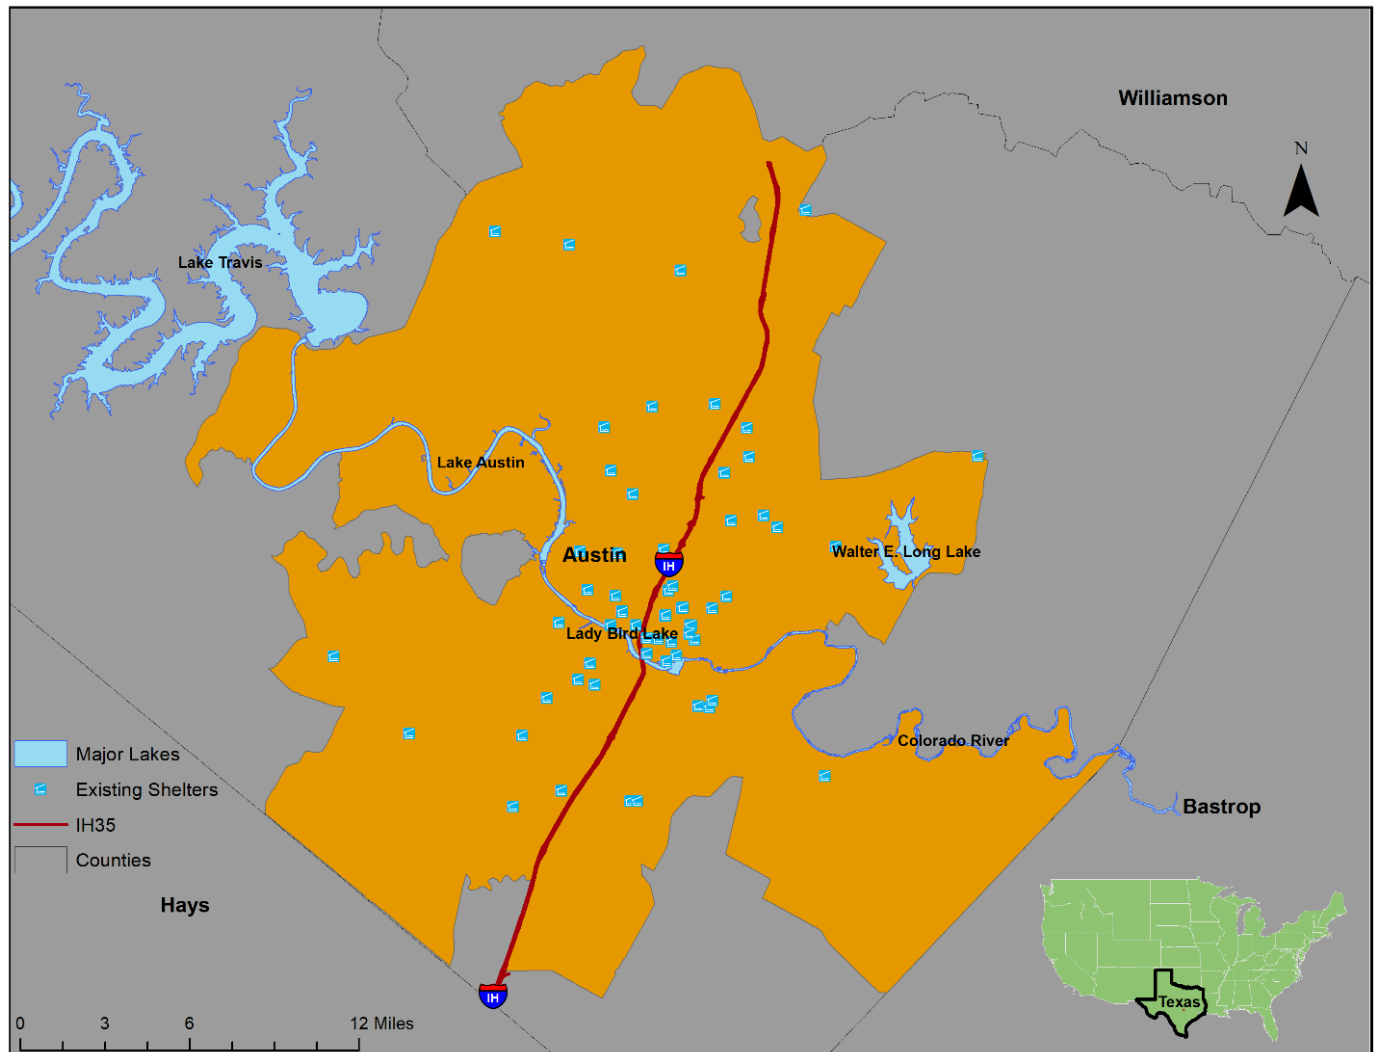 Williamson
N
Lake Travis
Lake Austin
Austin
IH
Walter E. Long Lake
Lady Bird Lake
Colorado River
Major Lakes
Existing Shelters
IH35
Counties
Bastrop
Hays
IH
Texas
0 3 6 12 Miles